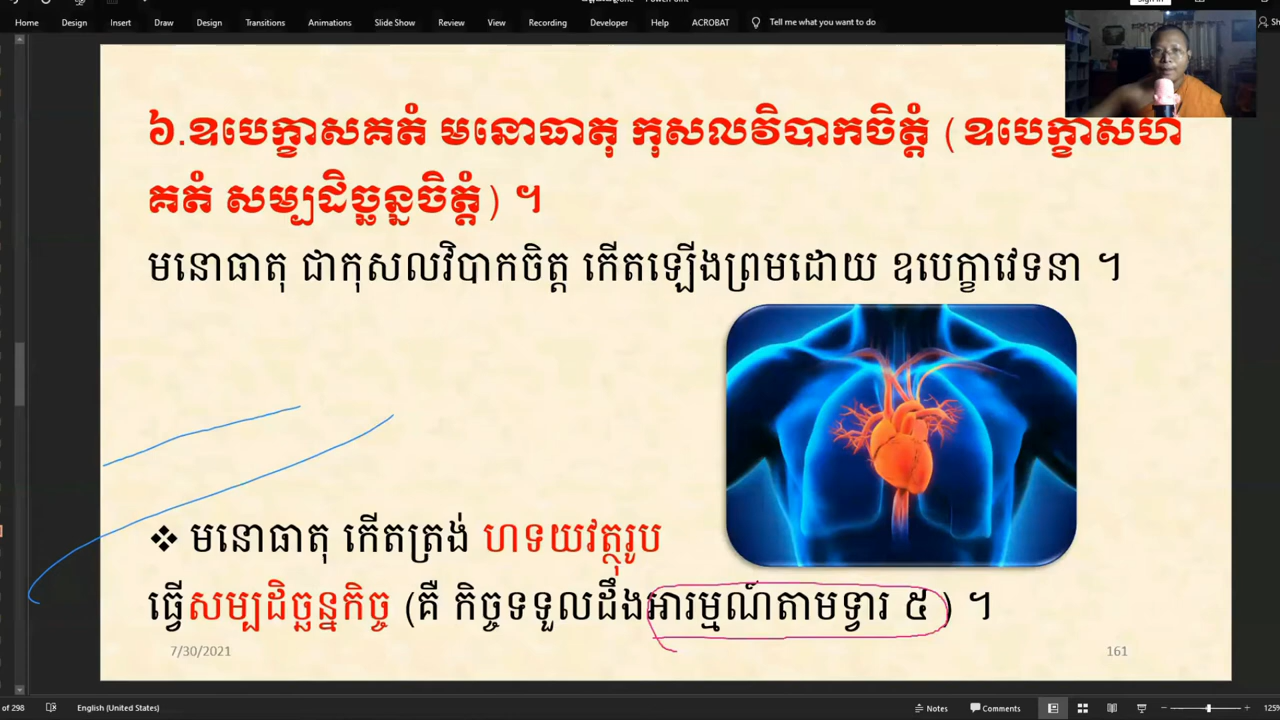 Home Design Insert Draw Design Transitions Animations Slide Show Review View Recording Developer Help ACROBAT Tell me what you want to do
៦.ឧបេក្ខាសគតំ មនោធាតុ កុសលវិបាកចិត្តំ (ឧបេក្ខាសហ
គតំ សម្បដិច្ឆន្នចិត្តំ) ។
មនោធាតុ ជាកុសលវិបាកចិត្ត កើតឡើងព្រមដោយ ឧបេក្ខាវេទនា ។
❖ មនោធាតុ កើតត្រង់ ហទយវត្ថុរូប
ធ្វើសម្បដិច្ឆន្នកិច្ច (គឺ កិច្ចទទួលដឹងអារម្មណ៍តាមទ្វារ ៥) ។
7/30/2021
161
of 298 English (United States) Notes Comments 125%